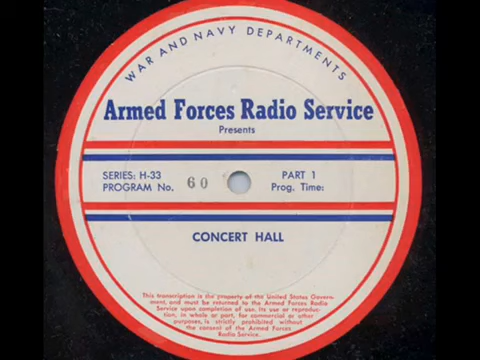 WAR AND NAVY DEPARTMENTS
Armed Forces Radio Service
Presents
SERIES: H-33 PART 1
PROGRAM No. 60 Prog. Time:
CONCERT HALL
This transcription is the property of the United States Govern-
ment, and must be returned to the Armed Forces Radio
Service upon completion of use. Its use or reproduc-
tion, in whole or part, for commercial or other
purposes, is strictly prohibited without
the consent of the Armed Forces
Radio Service.